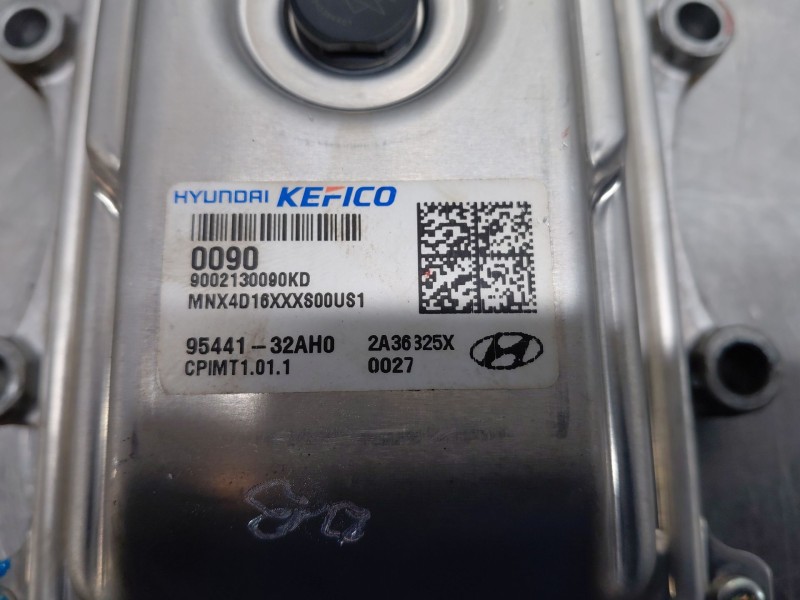 HYUNDAI KEFICO
0090
9002130090KD
MNX4D16XXXS00US1
95441-32AH0 2A36325X
CPIMT1.01.1 0027